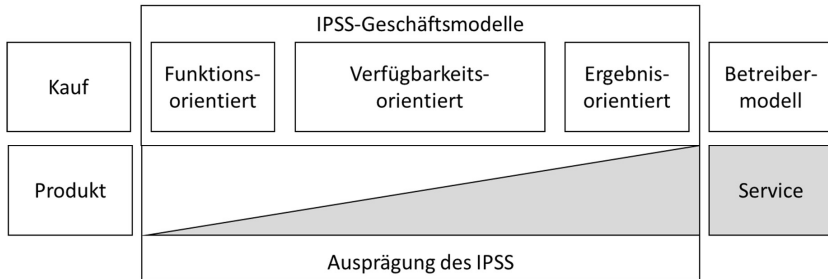 IPSS-Geschäftsmodelle
Kauf
Funktions-
orientiert
Verfügbarkeits-
orientiert
Ergebnis-
orientiert
Betreiber-
modell
Produkt
Service
Ausprägung des IPSS